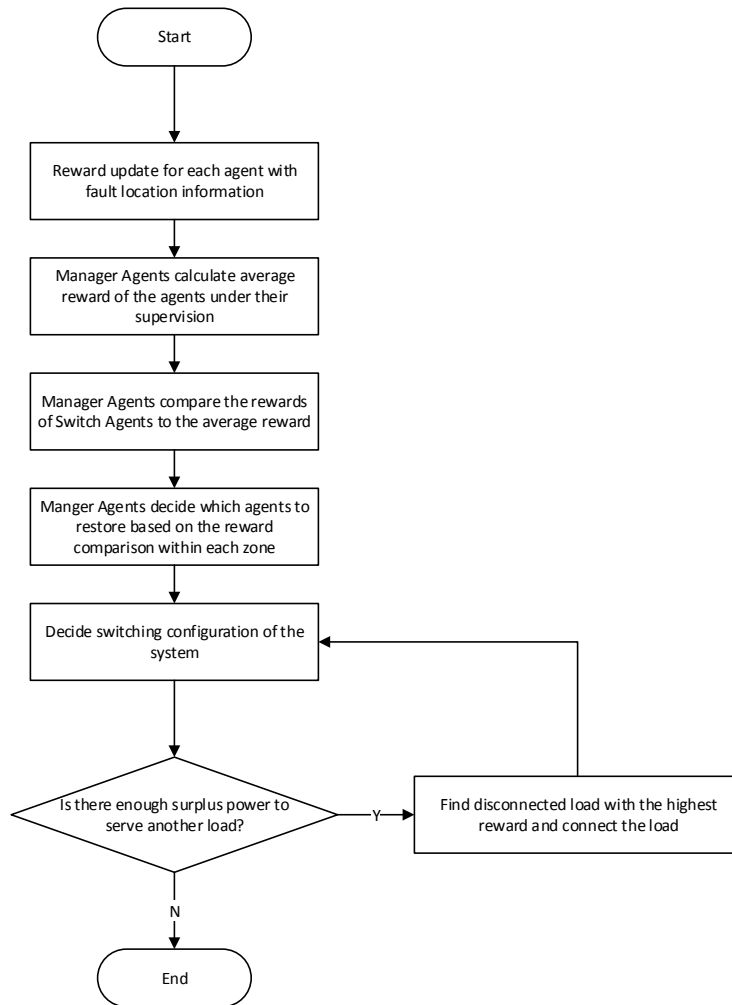 Start
Reward update for each agent with
fault location information
Manager Agents calculate average
reward of the agents under their
supervision
Manager Agents compare the rewards
of Switch Agents to the average reward
Manger Agents decide which agents to
restore based on the reward
comparison within each zone
Decide switching configuration of the
system
Is there enough surplus power to
serve another load?
Y
Find disconnected load with the highest
reward and connect the load
N
End